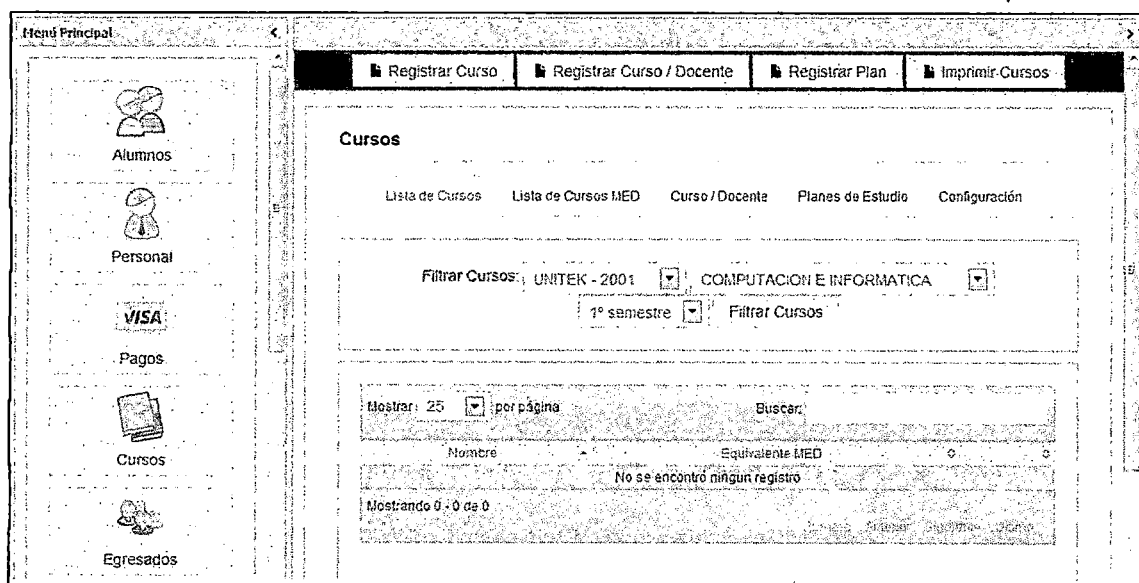 Menú Principal
Alumnos
Personal
VISA
Pagos
Cursos
Egresados
Registrar Curso
Registrar Curso / Docente
Registrar Plan
Imprimir Cursos
Cursos
Lista de Cursos Lista de Cursos MED Curso / Docente Planes de Estudio Configuración
Filtrar Cursos: UNITEK - 2001 COMPUTACION E INFORMATICA
1º semestre Filtrar Cursos
Mostrar 25 por página Buscar:
Nombre Equivalente MED
No se encontró ningun registro
Mostrando 0 - 0 de 0